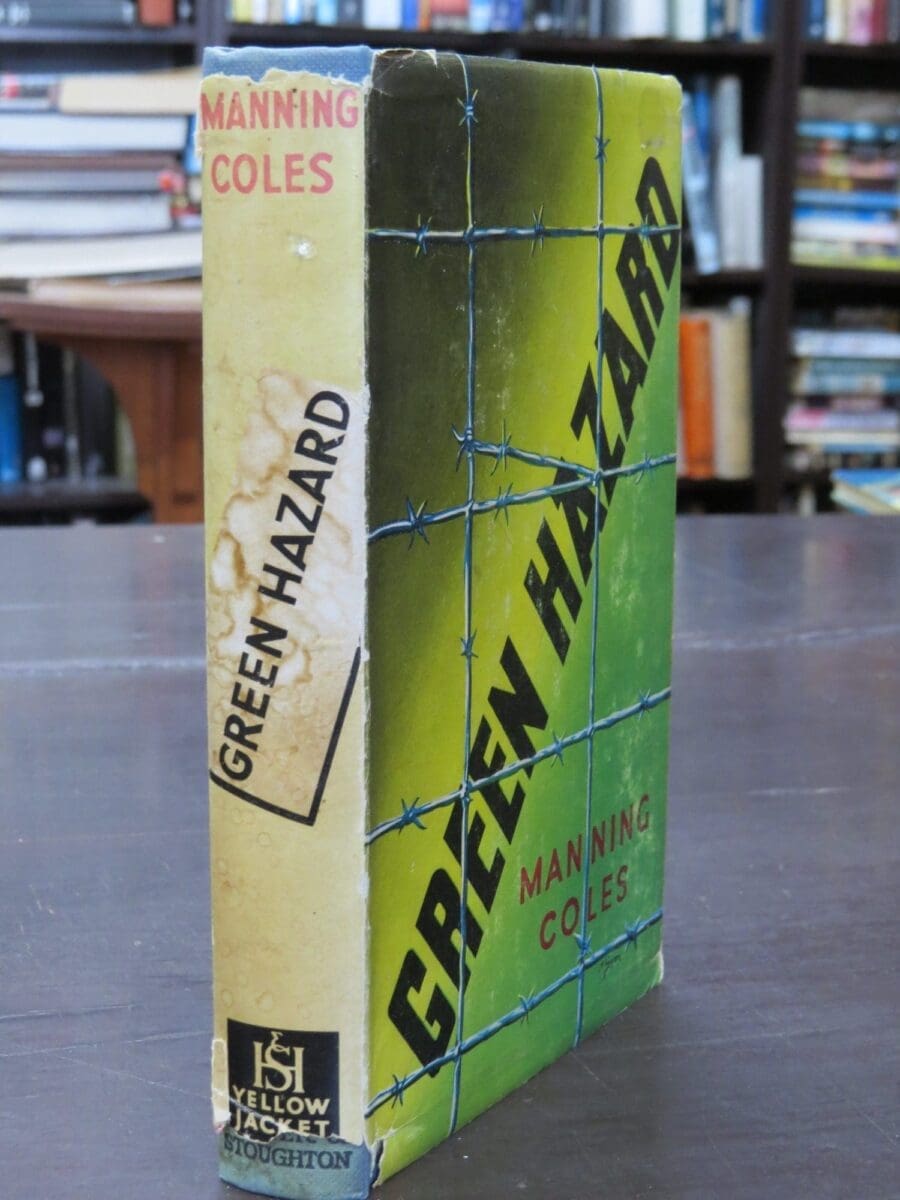 MANNING
COLES
GREEN HAZARD
H&S
YELLOW
JACKET
STOUGHTON
GREEN HAZARD
MANNING
COLES